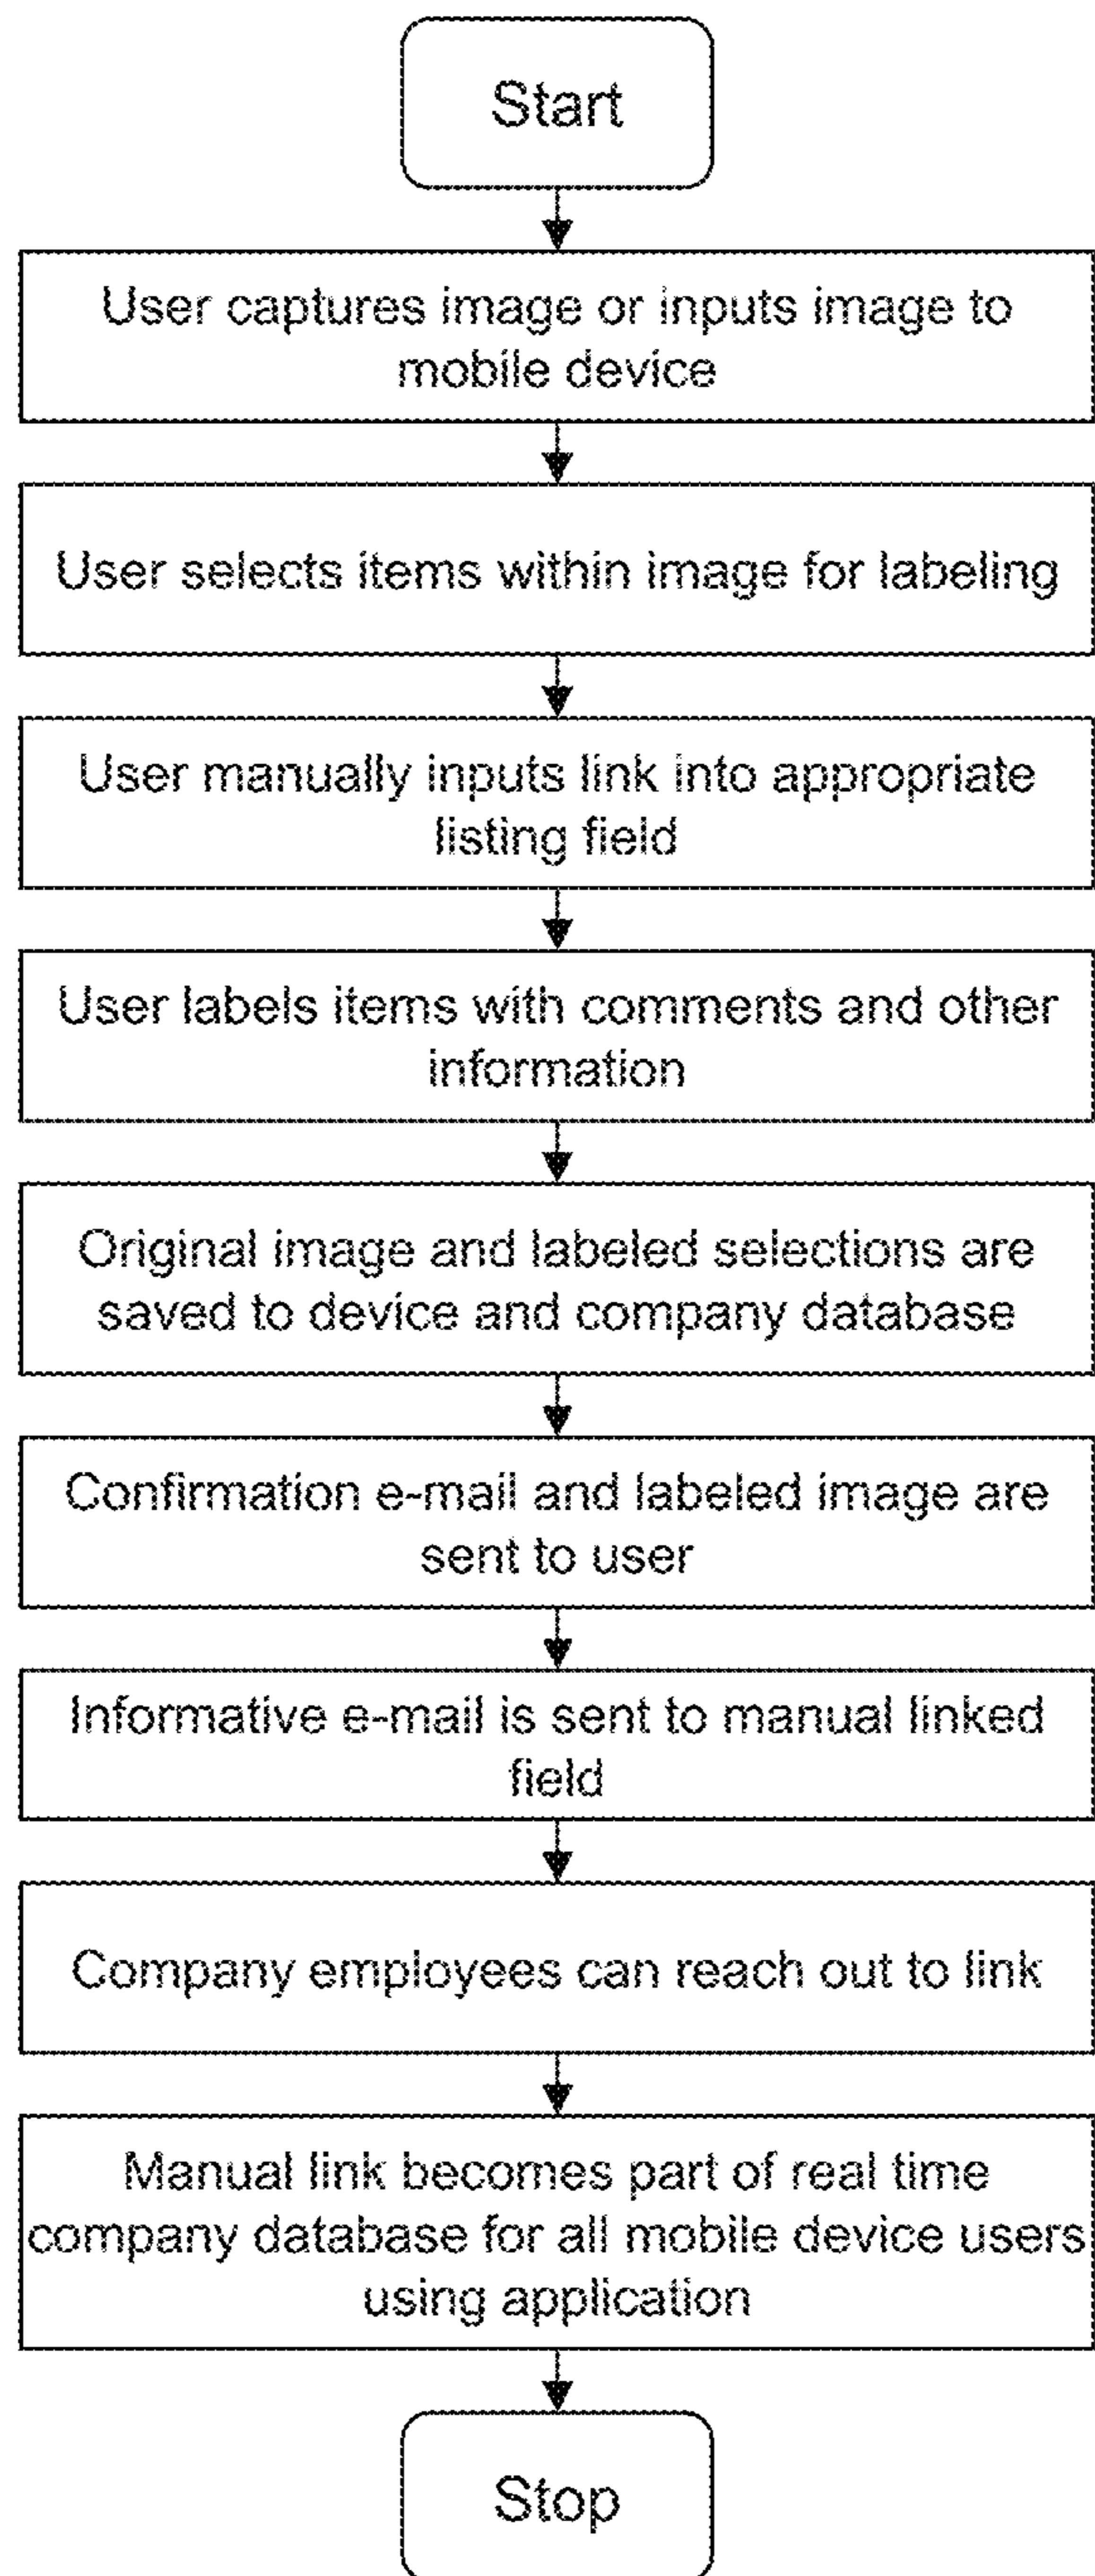 Start
User captures image or inputs image to
mobile device
User selects items within image for labeling
User manually inputs link into appropriate
listing field
User labels items with comments and other
information
Original image and labeled selections are
saved to device and company database
Confirmation e-mail and labeled image are
sent to user
Informative e-mail is sent to manual linked
field
Company employees can reach out to link
Manual link becomes part of real time
company database for all mobile device users
using application
Stop